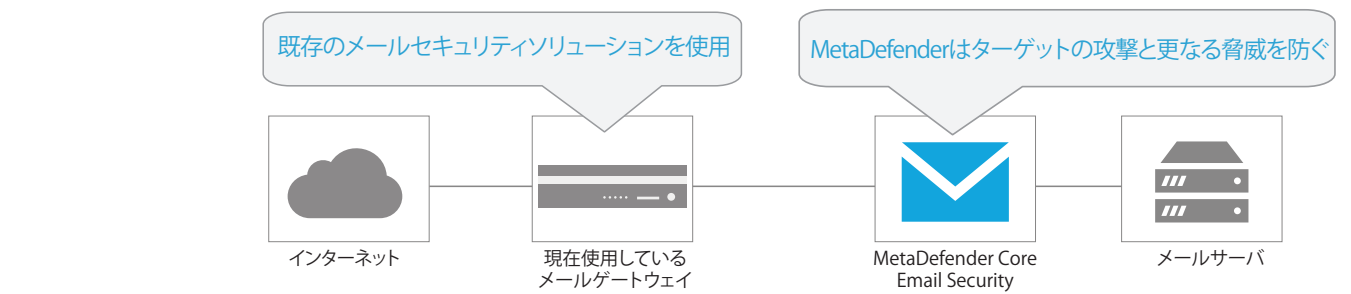 既存のメールセキュリティソリューションを使用
MetaDefenderはターゲットの攻撃と更なる脅威を防ぐ
インターネット
現在使用している
メールゲートウェイ
MetaDefender Core
Email Security
メールサーバ